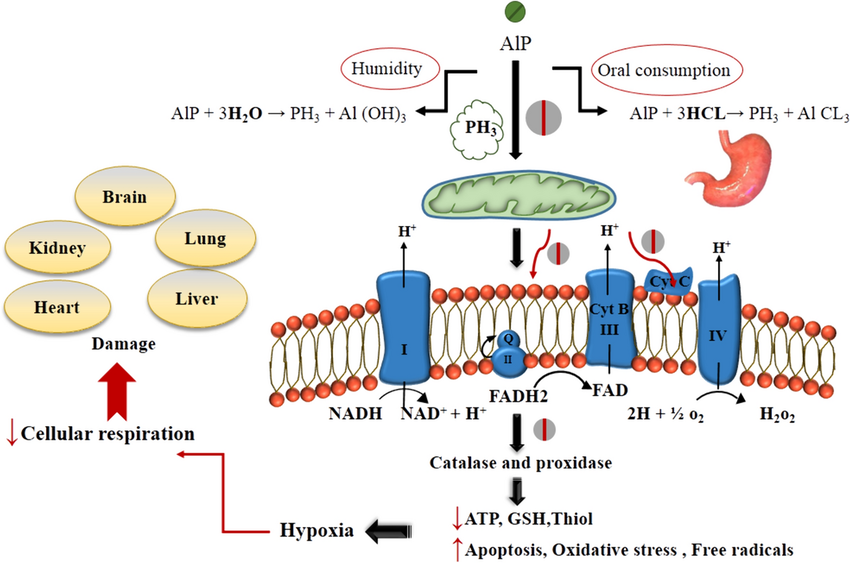 AlP
Humidity
Oral consumption
AlP + 3H₂O → PH₃ + Al (OH)₃
PH₃
AlP + 3HCL → PH₃ + Al CL₃
Brain
Kidney
Lung
Heart
Liver
Damage
H⁺
H⁺
H⁺
Cyt C
Cyt B
III
I
Q
II
IV
NADH
NAD⁺ + H⁺
FADH2
FAD
2H + ½ o₂
H₂o₂
↓ Cellular respiration
Catalase and proxidase
↓ ATP, GSH,Thiol
Hypoxia
↑ Apoptosis, Oxidative stress , Free radicals